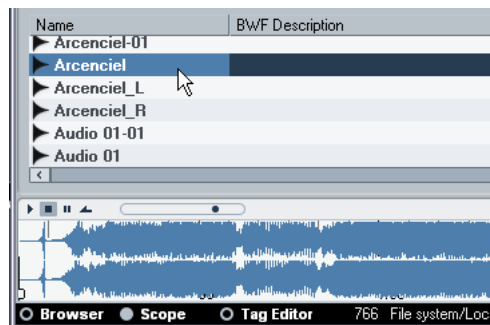 Name BWF Description
Arcenciel-01
Arcenciel
Arcenciel_L
Arcenciel_R
Audio 01-01
Audio 01
Browser Scope Tag Editor 766 File system/Loc